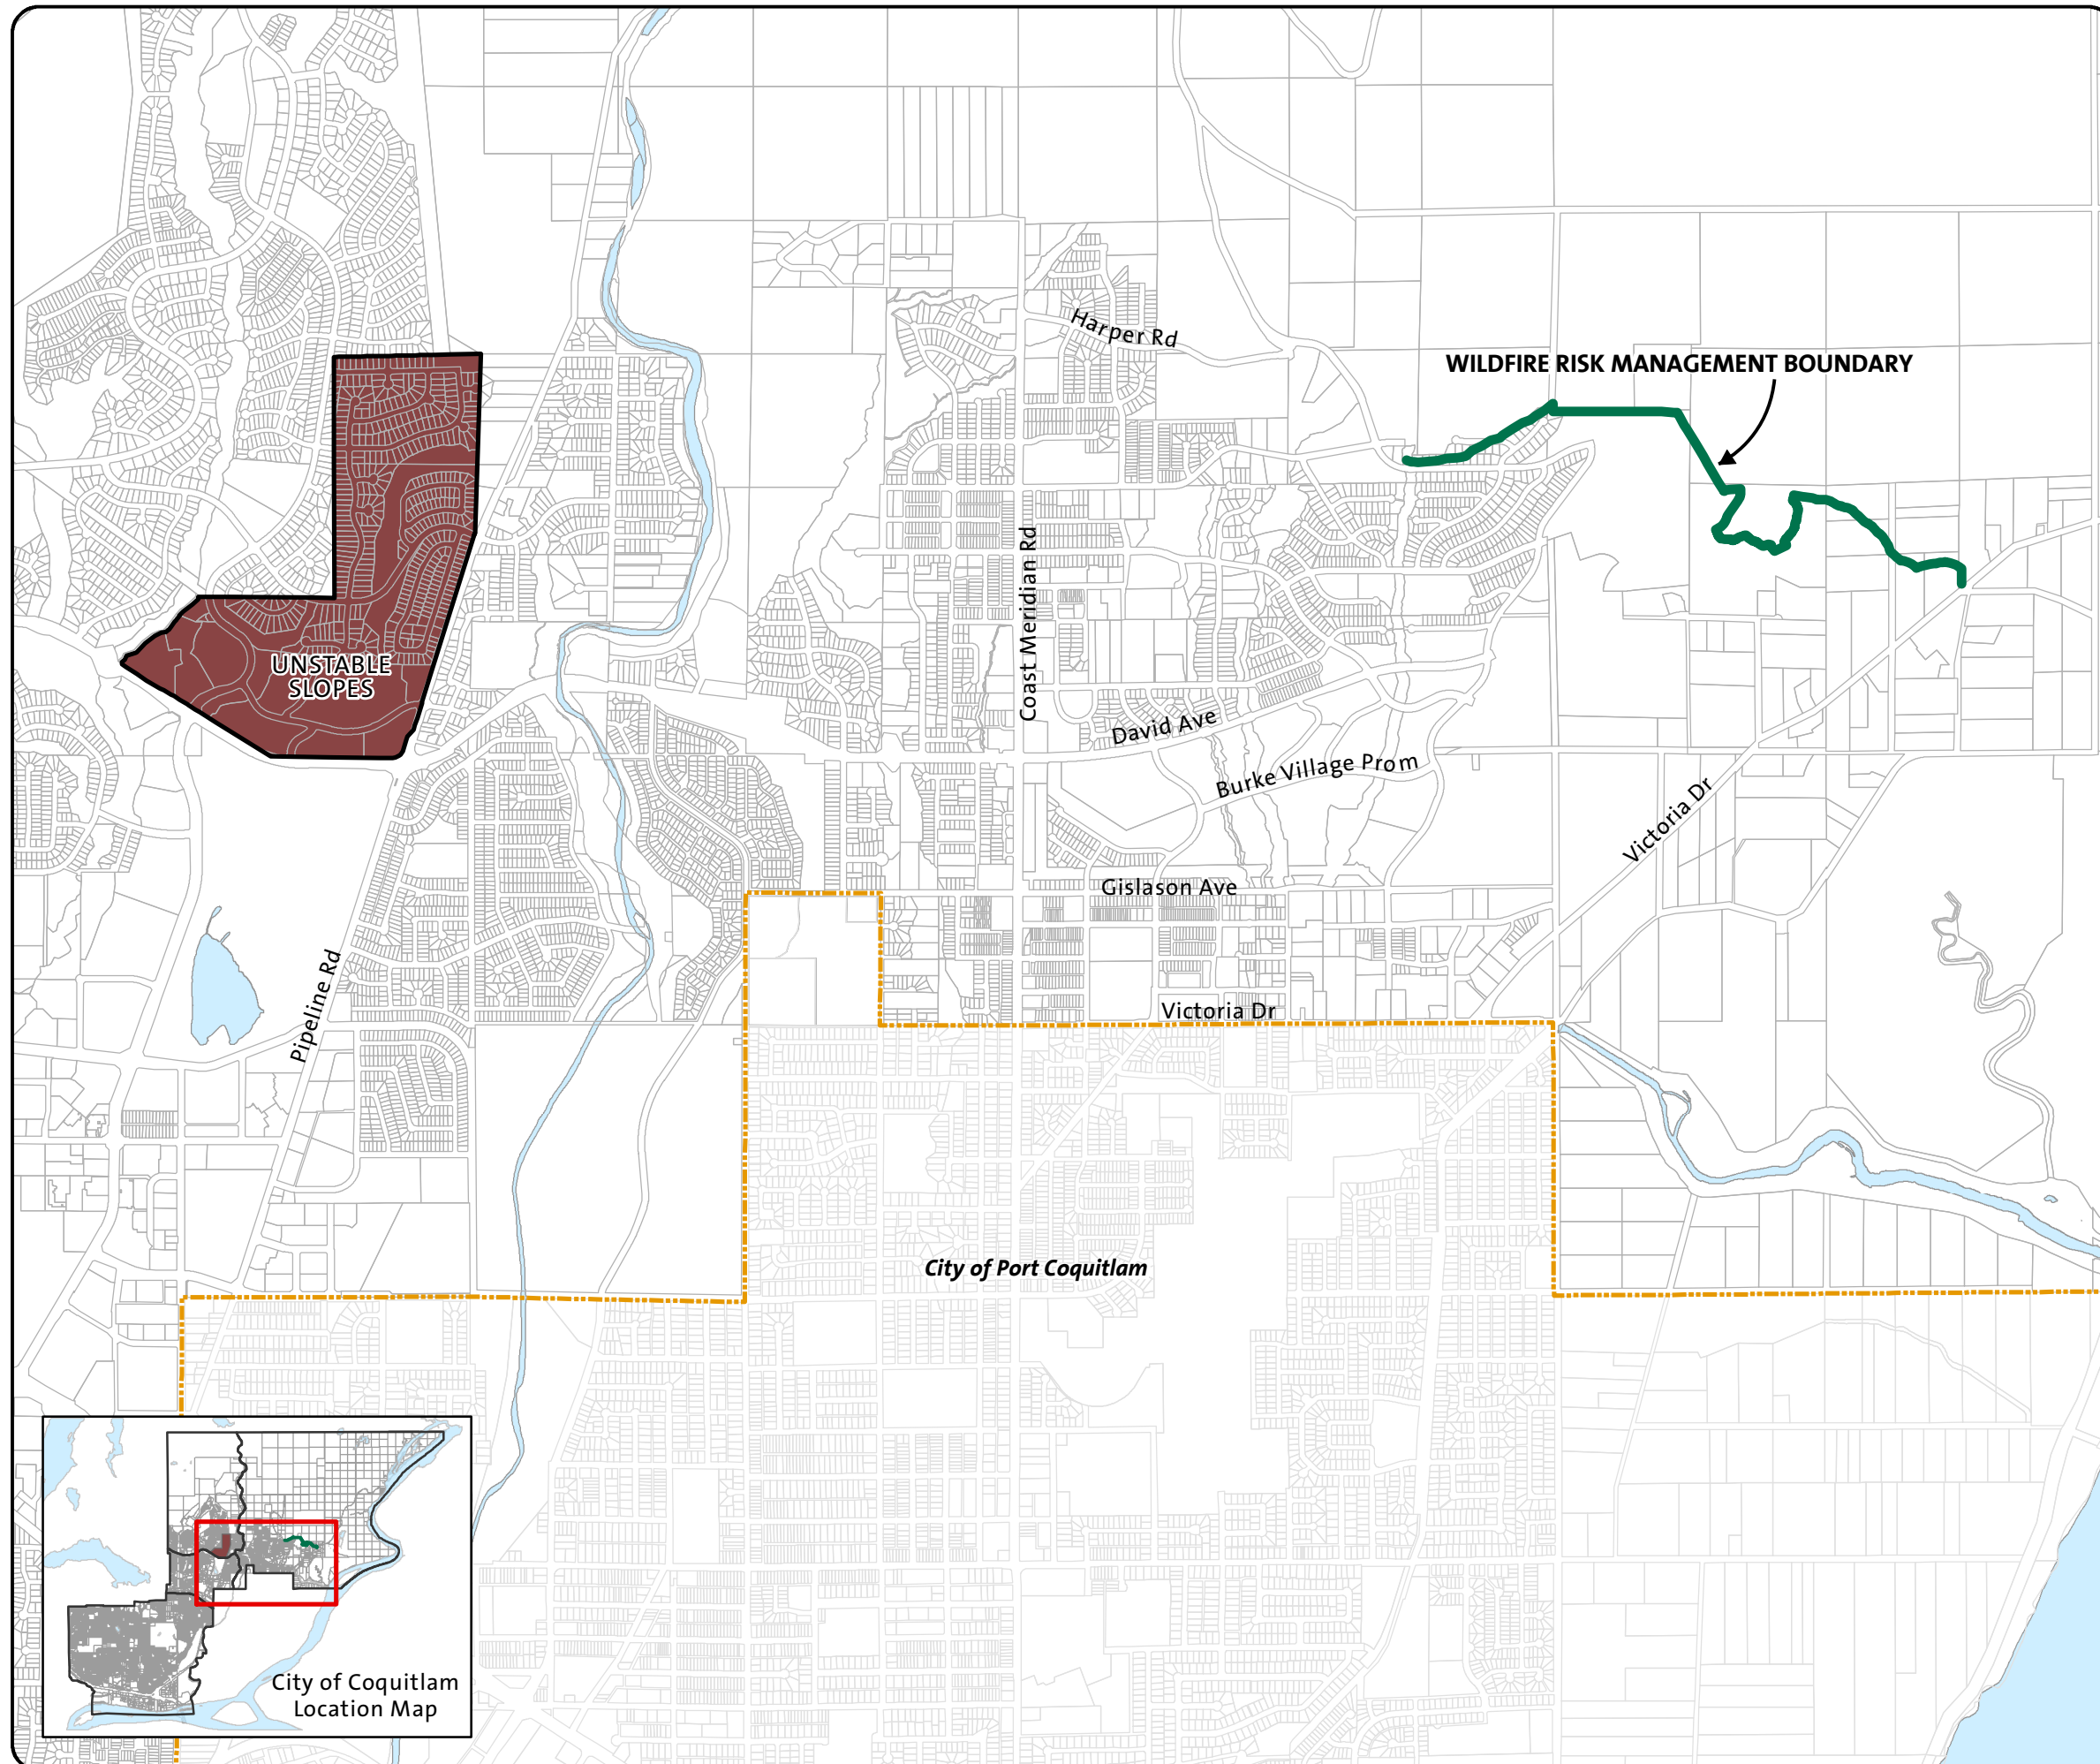 Harper Rd
WILDFIRE RISK MANAGEMENT BOUNDARY
Coast Meridian Rd
UNSTABLE
SLOPES
David Ave
Burke Village Prom
Victoria Dr
Gislason Ave
Pipeline Rd
Victoria Dr
City of Port Coquitlam
City of Coquitlam
Location Map